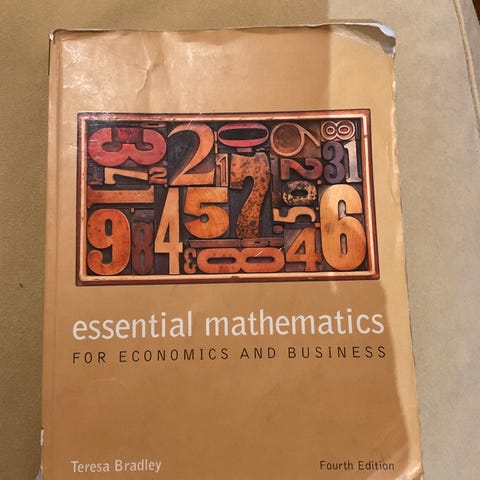 essential mathematics
FOR ECONOMICS AND BUSINESS
Teresa Bradley
Fourth Edition